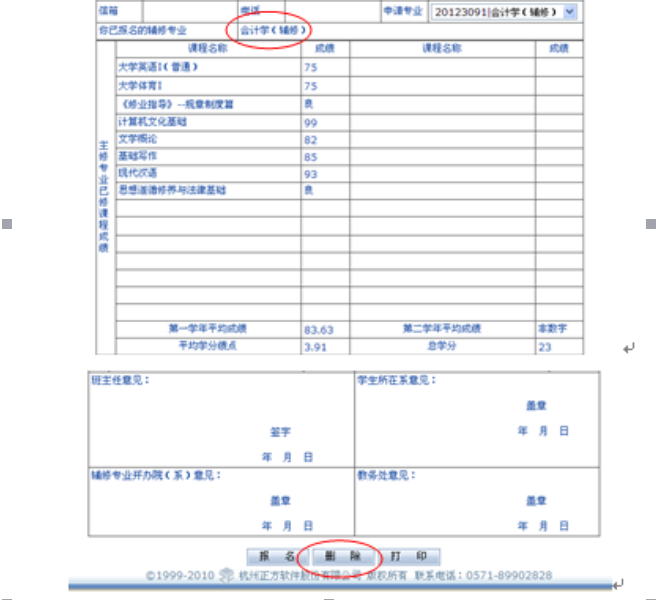 信箱 电话 申请专业 20123091|会计学(辅修)
你已报名的辅修专业 会计学(辅修)
课程名称 成绩 课程名称 成绩
主修专业已修课程成绩
大学英语I(普通) 75
大学体育I 75
《修业指导》--规章制度篇 良
计算机文化基础 99
文学概论 82
基础写作 85
现代汉语 93
思想道德修养与法律基础 良
第一学年平均成绩 83.63 第二学年平均成绩 非数字
平均学分绩点 3.91 总学分 23
班主任意见: 学生所在系意见:
盖章
签字 年 月 日
年 月 日
辅修专业开办院(系)意见: 教务处意见:
盖章 盖章
年 月 日 年 月 日
报 名 删 除 打 印
©1999-2010 杭州正方软件股份有限公司 版权所有 联系电话:0571-89902828